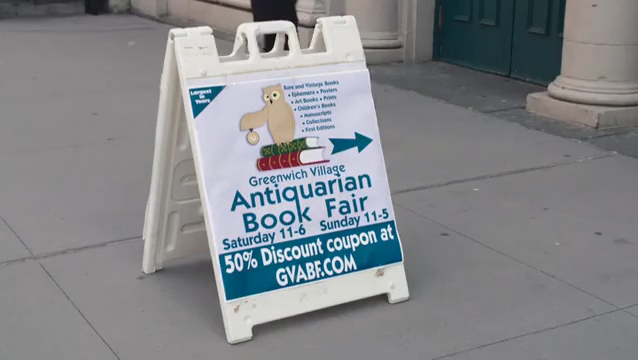 Largest
in
Years
Rare and Vintage Books
• Ephemera • Posters
• Art Books • Prints
• Children's Books
• Manuscripts
• Collections
• First Editions
Greenwich Village
Antiquarian
Book Fair
Saturday 11-6 Sunday 11-5
50% Discount coupon at
GVABF.COM